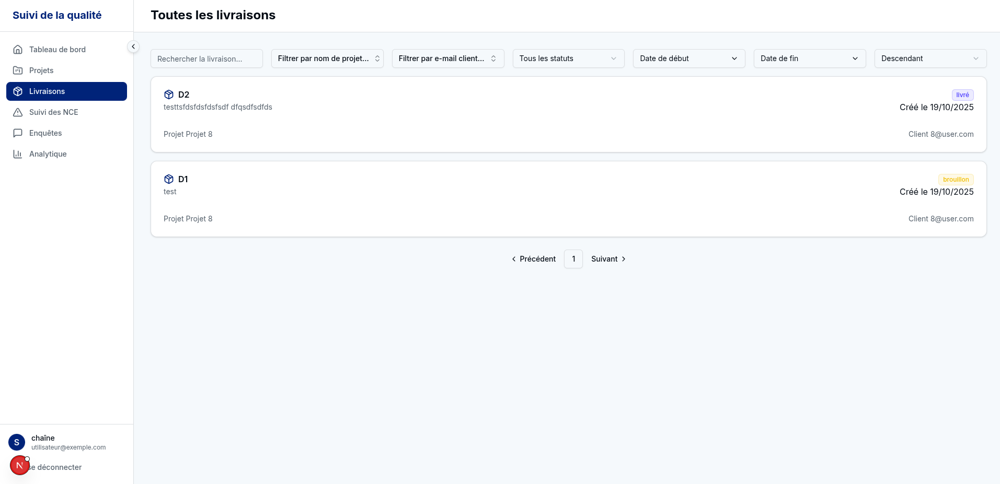 Suivi de la qualité
Tableau de bord
Projets
Livraisons
Suivi des NCE
Enquêtes
Analytique
S
chaîne
utilisateur@exemple.com
N
se déconnecter
Toutes les livraisons
Rechercher la livraison...
Filtrer par nom de projet...
Filtrer par e-mail client...
Tous les statuts
Date de début
Date de fin
Descendant
D2
livré
testtsfdsfdsfdsfsdf dfqsdfsdfds
Créé le 19/10/2025
Projet Projet 8
Client 8@user.com
D1
brouillon
test
Créé le 19/10/2025
Projet Projet 8
Client 8@user.com
Précédent
1
Suivant